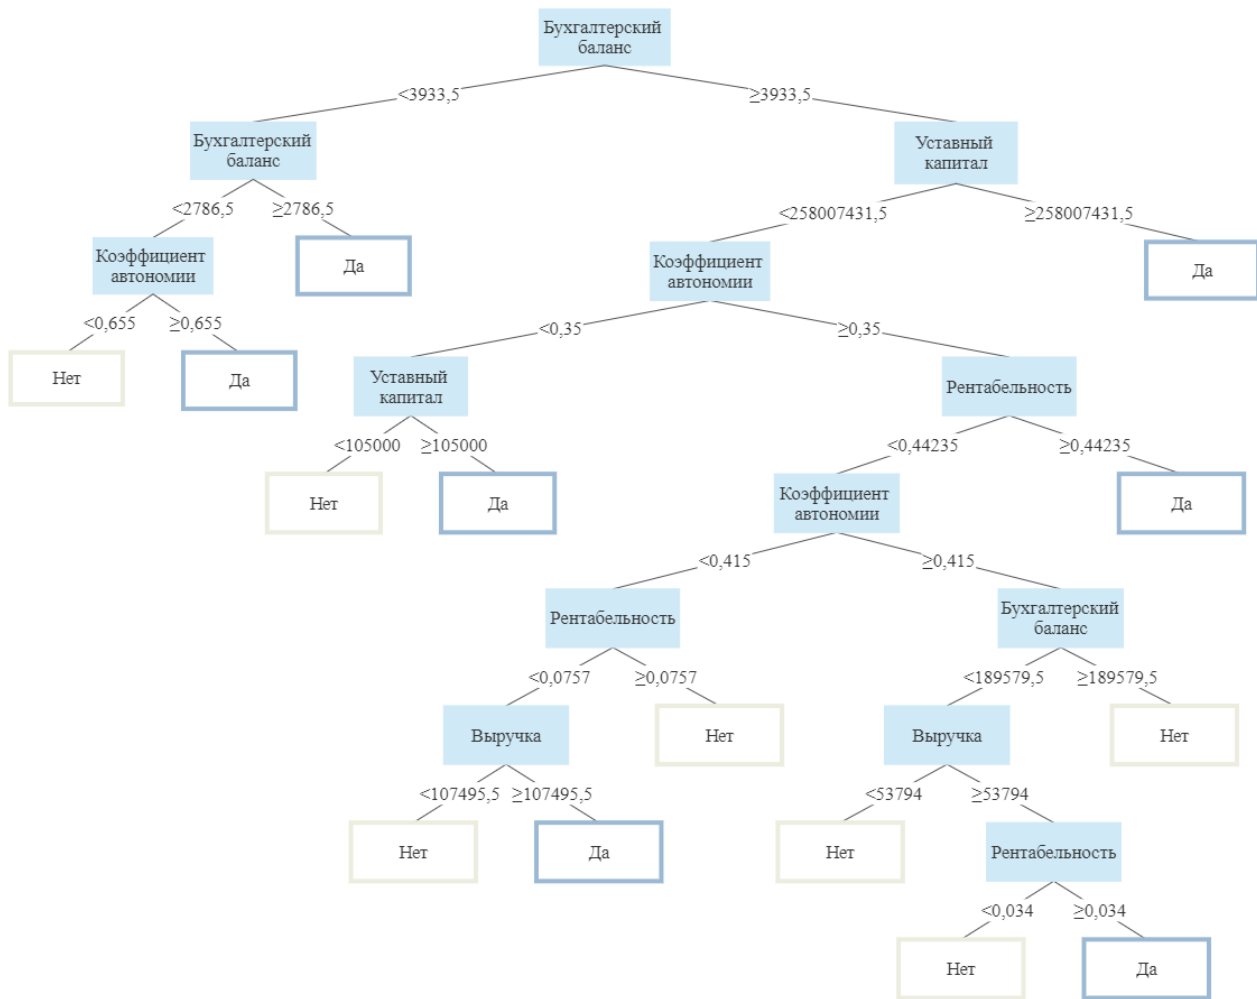 Бухгалтерский
баланс
<3933,5
≥3933,5
Бухгалтерский
баланс
Уставный
капитал
<2786,5
≥2786,5
<258007431,5
≥258007431,5
Коэффициент
автономии
Да
Коэффициент
автономии
Да
<0,655
≥0,655
<0,35
≥0,35
Нет
Да
Уставный
капитал
Рентабельность
<105000
≥105000
<0,44235
≥0,44235
Нет
Да
Коэффициент
автономии
Да
<0,415
≥0,415
Рентабельность
Бухгалтерский
баланс
<0,0757
≥0,0757
<189579,5
≥189579,5
Выручка
Нет
Выручка
Нет
<107495,5
≥107495,5
<53794
≥53794
Нет
Да
Нет
Рентабельность
<0,034
≥0,034
Нет
Да